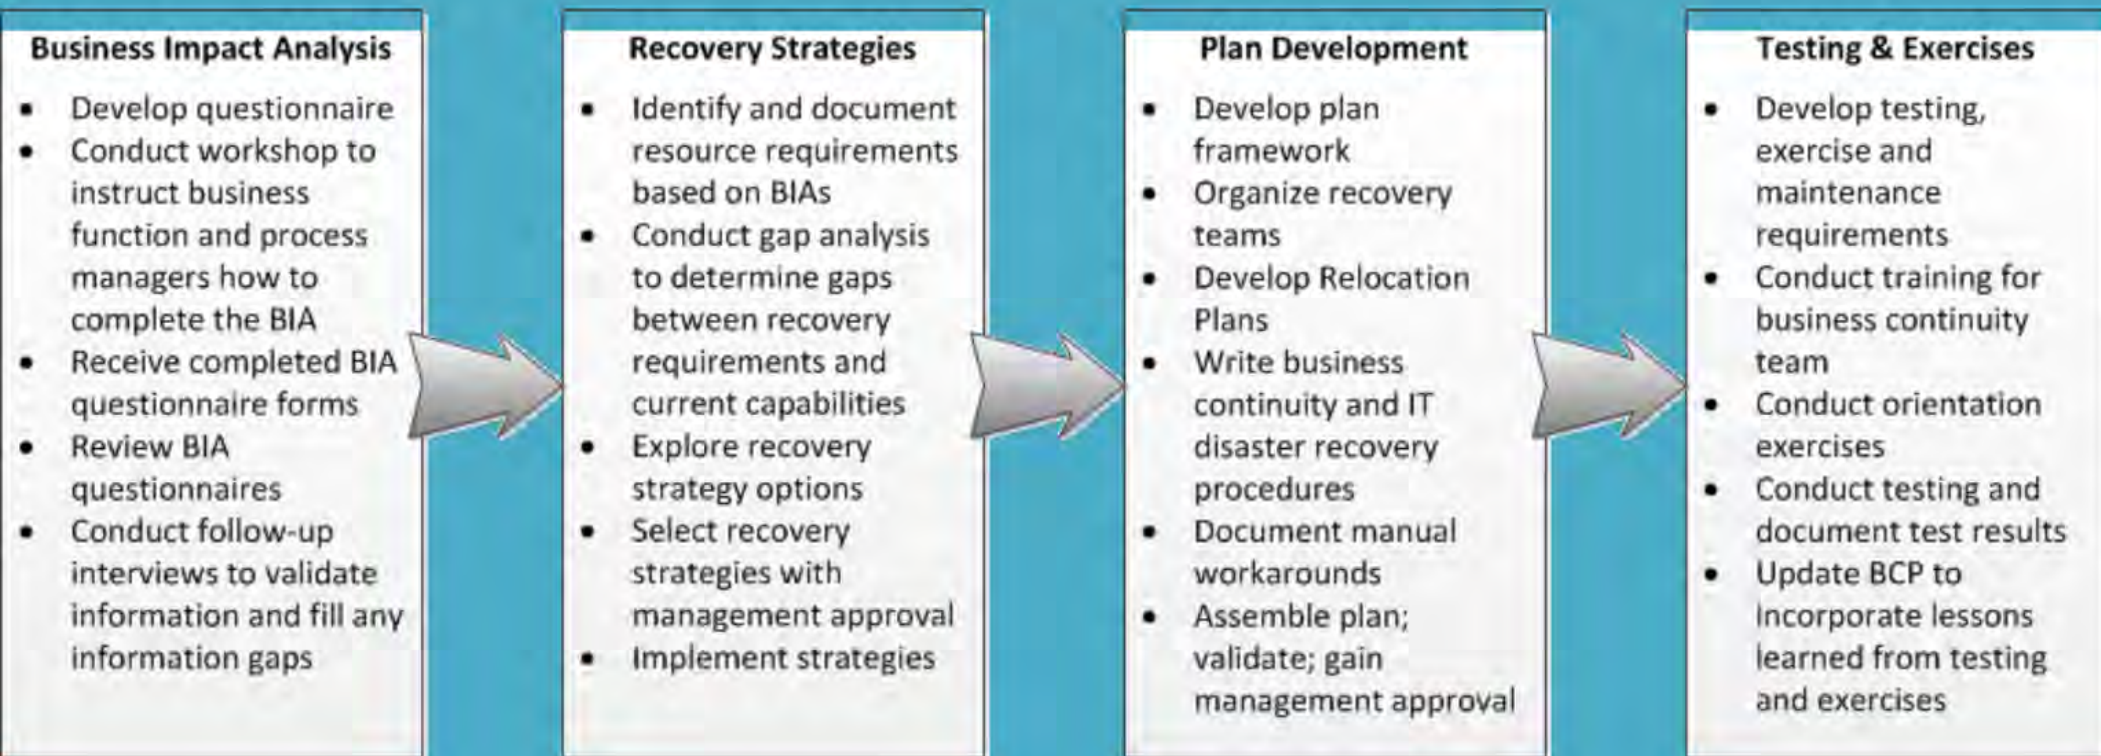 Business Impact Analysis
• Develop questionnaire
• Conduct workshop to
instruct business
function and process
managers how to
complete the BIA
• Receive completed BIA
questionnaire forms
• Review BIA
questionnaires
• Conduct follow-up
interviews to validate
information and fill any
information gaps
Recovery Strategies
• Identify and document
resource requirements
based on BIAs
• Conduct gap analysis
to determine gaps
between recovery
requirements and
current capabilities
• Explore recovery
strategy options
• Select recovery
strategies with
management approval
• Implement strategies
Plan Development
• Develop plan
framework
• Organize recovery
teams
• Develop Relocation
Plans
• Write business
continuity and IT
disaster recovery
procedures
• Document manual
workarounds
• Assemble plan;
validate; gain
management approval
Testing & Exercises
• Develop testing,
exercise and
maintenance
requirements
• Conduct training for
business continuity
team
• Conduct orientation
exercises
• Conduct testing and
document test results
• Update BCP to
incorporate lessons
learned from testing
and exercises